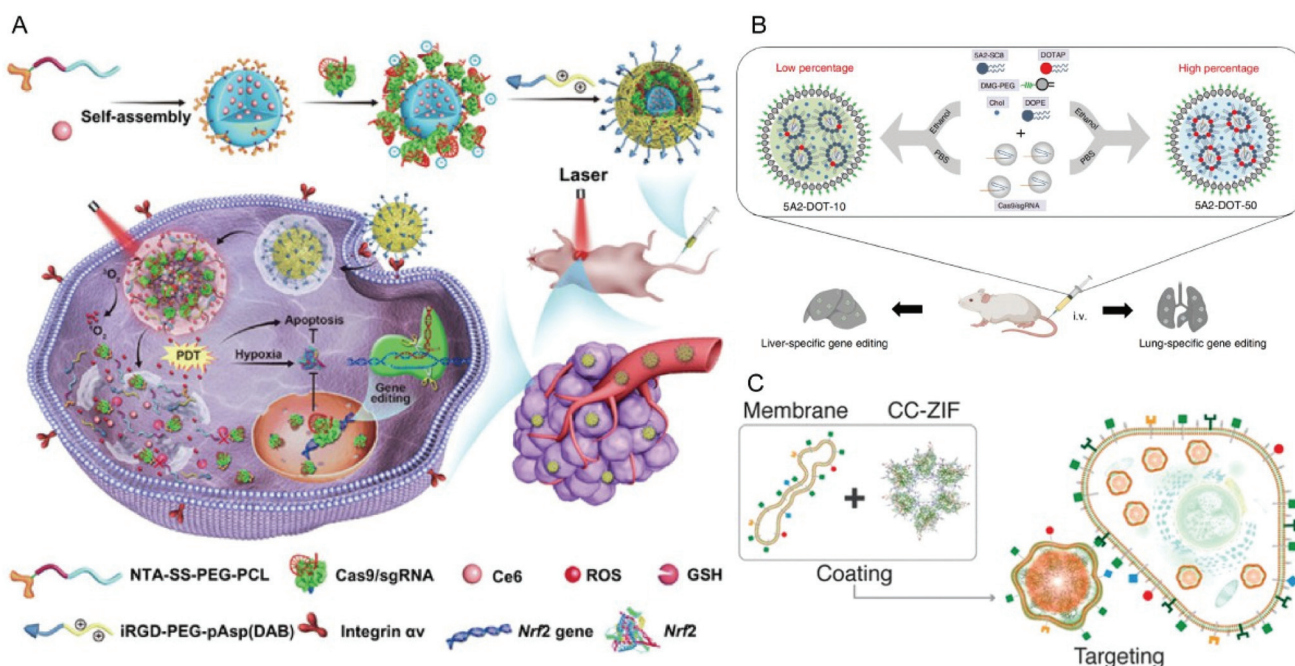 A
Self-assembly
Laser
³O₂
¹O₂
PDT
Apoptosis
Hypoxia
Gene
editing
NTA-SS-PEG-PCL
Cas9/sgRNA
Ce6
ROS
GSH
iRGD-PEG-pAsp(DAB)
Integrin αv
Nrf2 gene
Nrf2
B
Low percentage
5A2-SC8
DOTAP
High percentage
DMG-PEG
Chol
DOPE
Ethanol
PBS
+
Ethanol
PBS
Cas9/sgRNA
5A2-DOT-10
5A2-DOT-50
i.v.
Liver-specific gene editing
Lung-specific gene editing
C
Membrane
CC-ZIF
+
Coating
Targeting